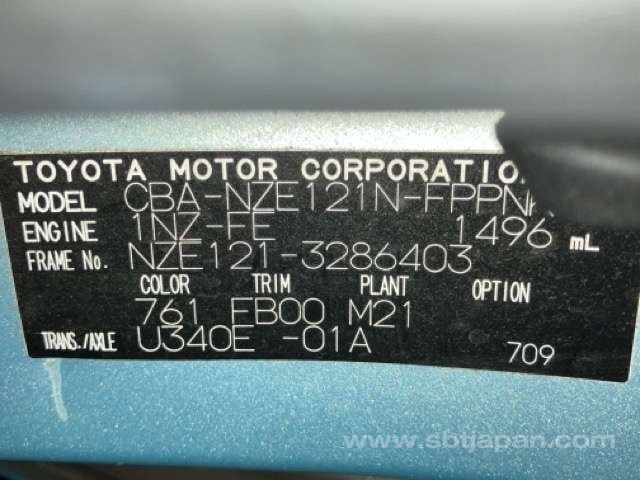 TOYOTA MOTOR CORPORATION
MODEL CBA-NZE121N-FPPN
ENGINE 1NZ-FE 1496 mL
FRAME No. NZE121-3286403
COLOR TRIM PLANT OPTION
761 FB00 M21
TRANS./AXLE U340E -01A 709
www.sbtjapan.com